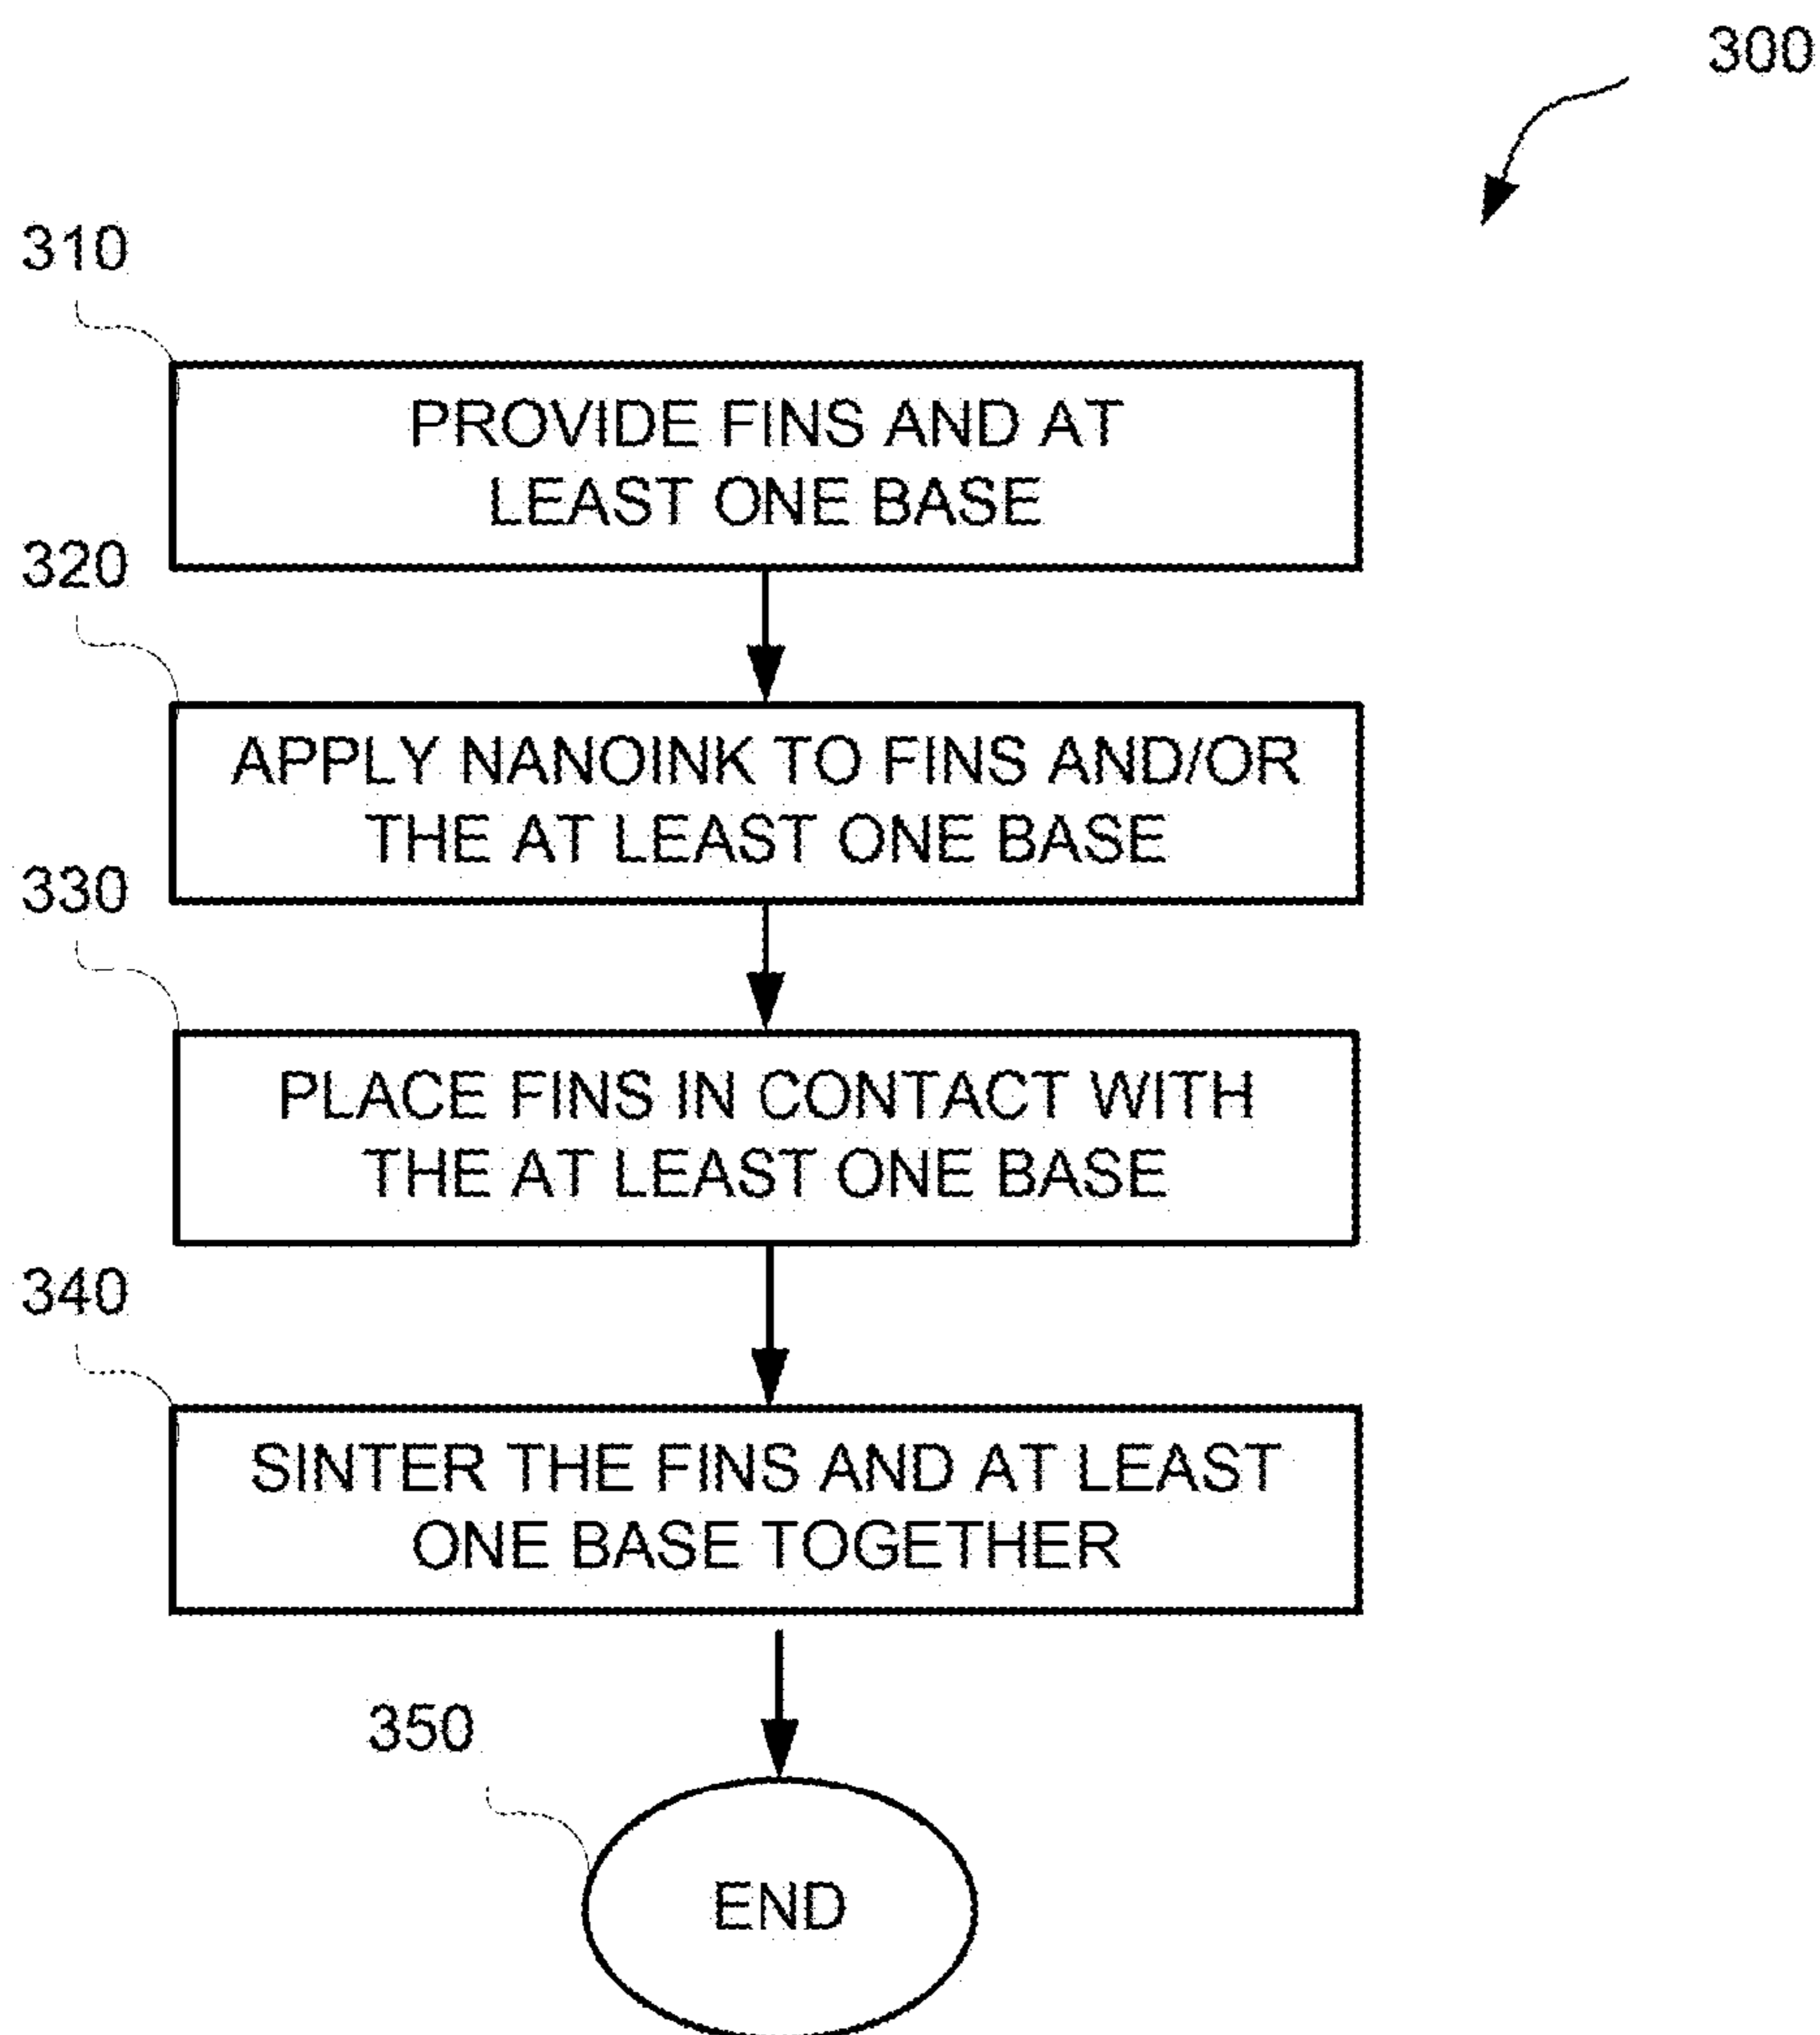 300
310
PROVIDE FINS AND AT
LEAST ONE BASE
320
APPLY NANOINK TO FINS AND/OR
THE AT LEAST ONE BASE
330
PLACE FINS IN CONTACT WITH
THE AT LEAST ONE BASE
340
SINTER THE FINS AND AT LEAST
ONE BASE TOGETHER
350
END